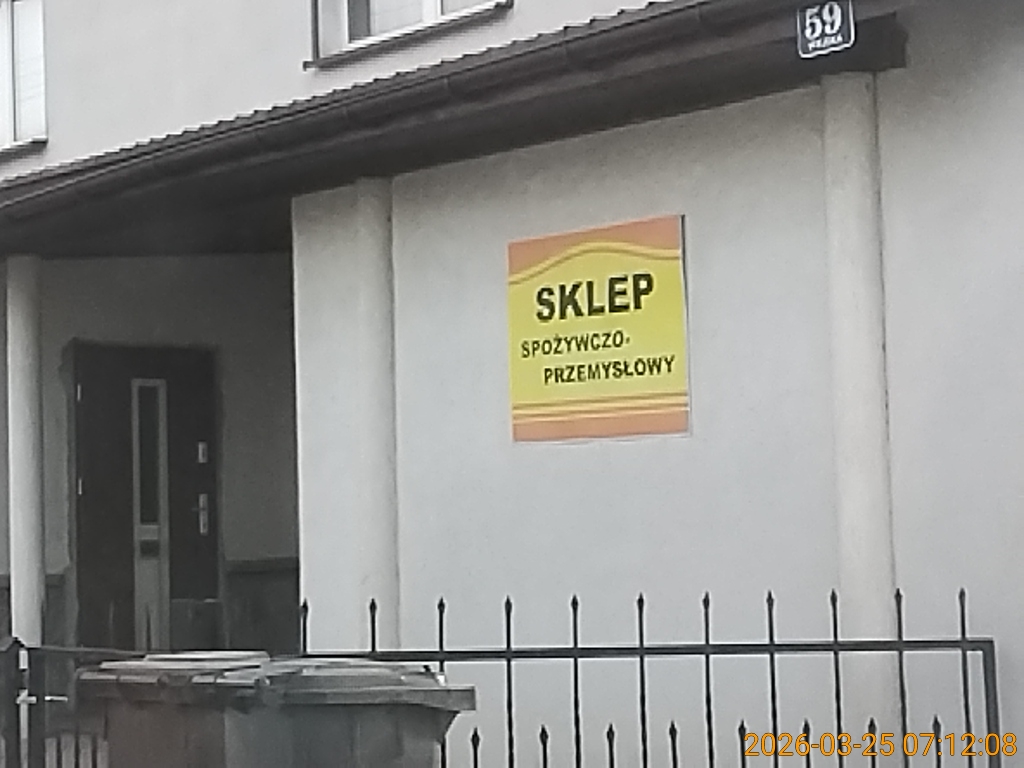 59
SKLEP
SPOŻYWCZO-
PRZEMYSŁOWY
2026-03-25 07:12:08